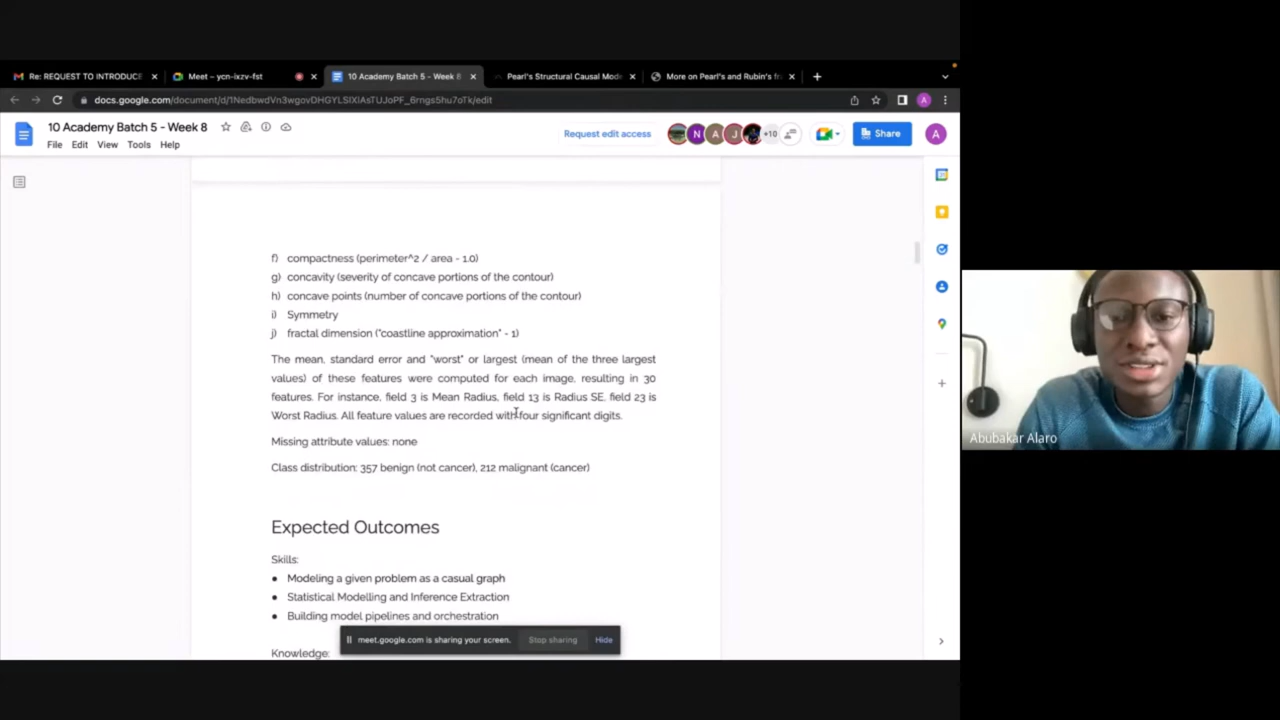 Re: REQUEST TO INTRODUCE
Meet – ycn-ixzv-fst
10 Academy Batch 5 - Week 8
Pearl's Structural Causal Mode
More on Pearl's and Rubin's fra
docs.google.com/document/d/1NedbwdVn3wgovDHGYLSlXlAsTUJoPF_6rngs5hu7oTk/edit
10 Academy Batch 5 - Week 8
Request edit access
N
A
J
+10
Share
A
File Edit View Tools Help
f) compactness (perimeter^2 / area - 1.0)
g) concavity (severity of concave portions of the contour)
h) concave points (number of concave portions of the contour)
i) Symmetry
j) fractal dimension ("coastline approximation" - 1)
The mean, standard error and "worst" or largest (mean of the three largest
values) of these features were computed for each image, resulting in 30
features. For instance, field 3 is Mean Radius, field 13 is Radius SE, field 23 is
Worst Radius. All feature values are recorded with four significant digits.
Missing attribute values: none
Class distribution: 357 benign (not cancer), 212 malignant (cancer)
Expected Outcomes
Skills:
● Modeling a given problem as a casual graph
● Statistical Modelling and Inference Extraction
● Building model pipelines and orchestration
Knowledge:
meet.google.com is sharing your screen.
Stop sharing
Hide
Abubakar Alaro